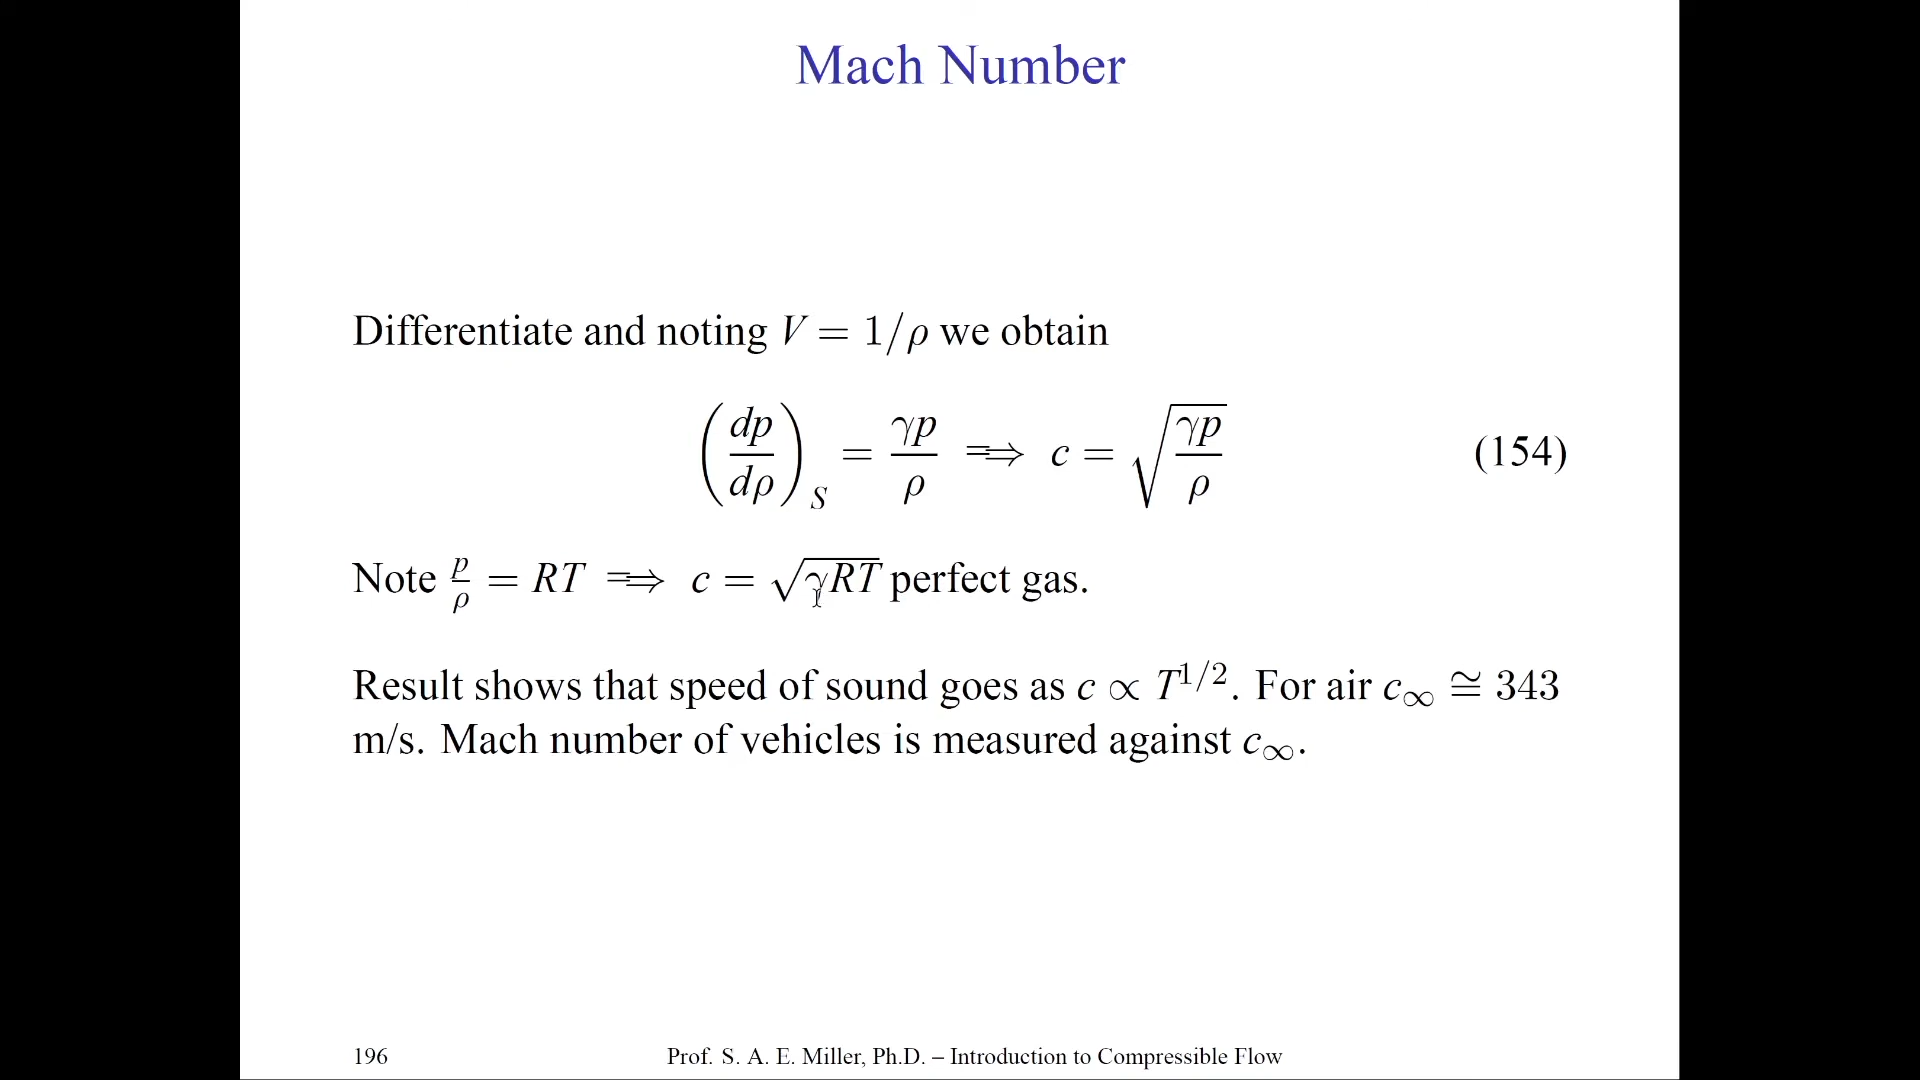 Mach Number
Differentiate and noting V = 1/ρ we obtain
(dp/dρ)_S = γp/ρ ⟹ c = √(γp/ρ) (154)
Note p/ρ = RT ⟹ c = √(γRT) perfect gas.
Result shows that speed of sound goes as c ∝ T^{1/2}. For air c_∞ ≅ 343
m/s. Mach number of vehicles is measured against c_∞.
196 Prof. S. A. E. Miller, Ph.D. – Introduction to Compressible Flow